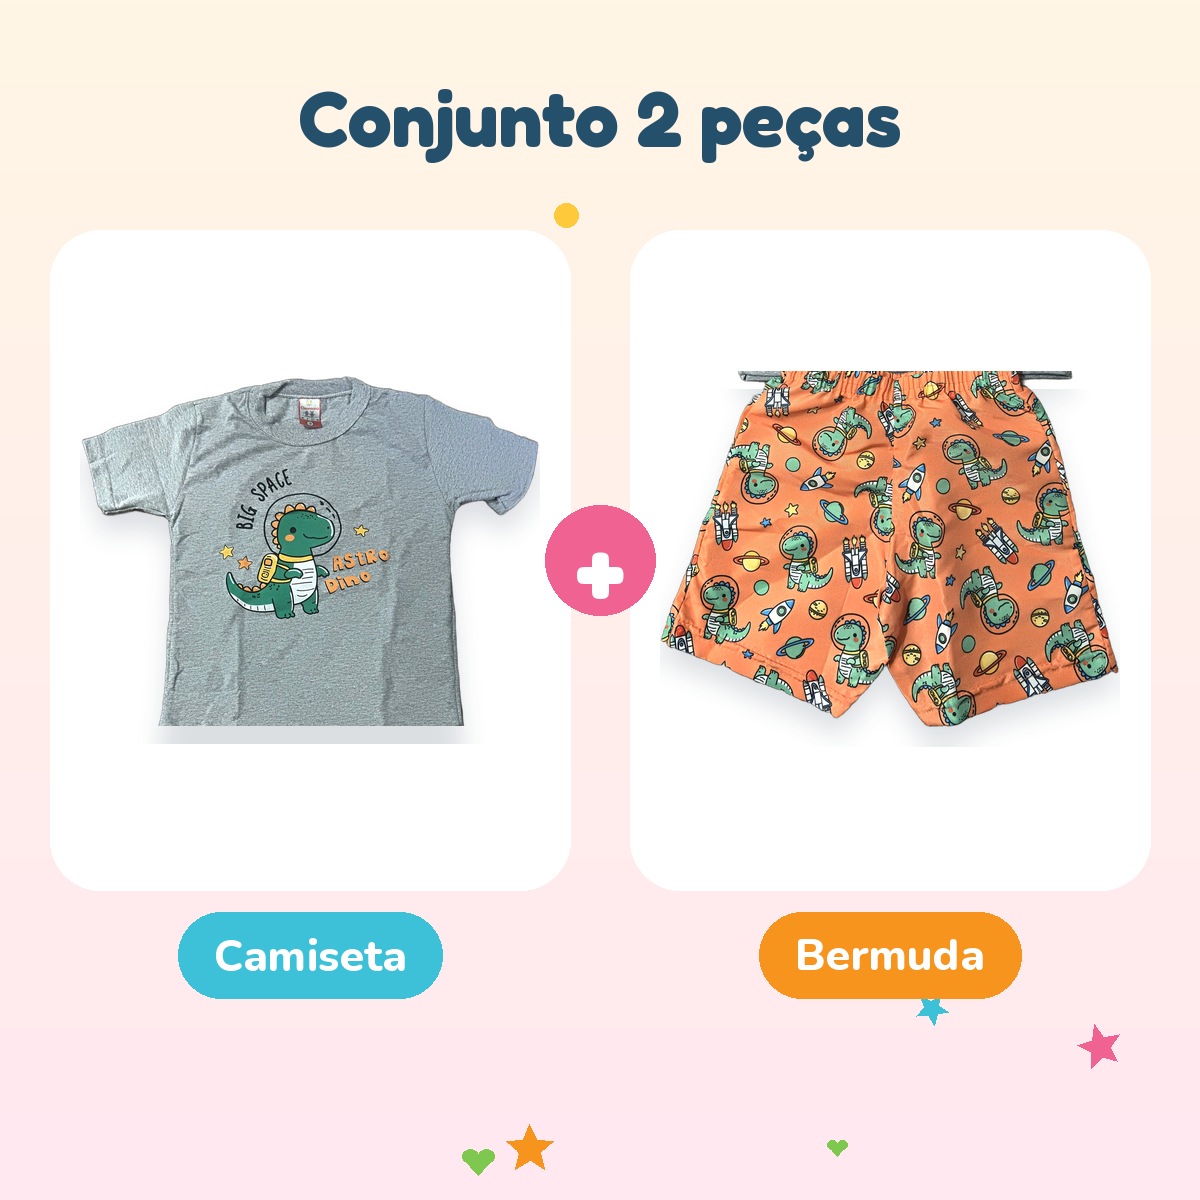 Conjunto 2 peças
BIG SPACE
ASTRO
Dino
+
Camiseta
Bermuda